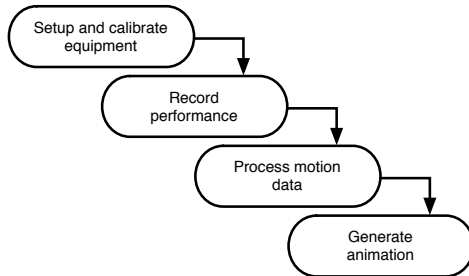 Setup and calibrate
equipment
Record
performance
Process motion
data
Generate
animation